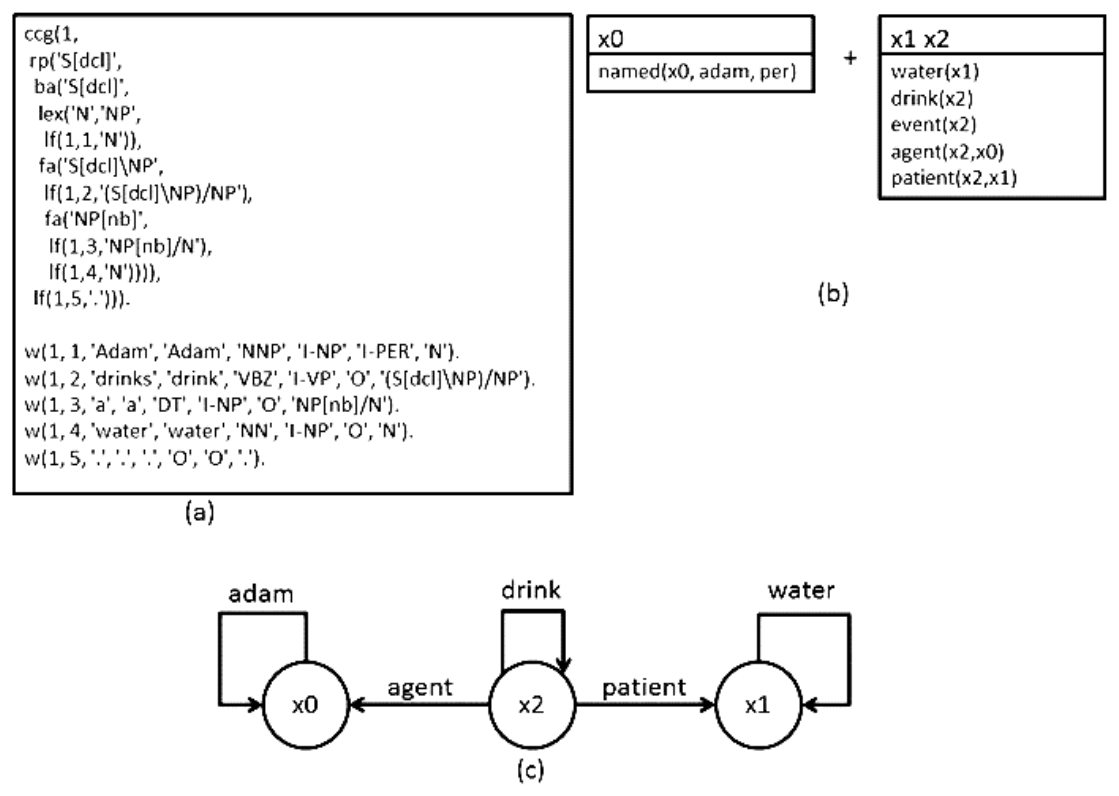 ccg(1,
rp('S[dcl]',
ba('S[dcl]',
lex('N','NP',
lf(1,1,'N')),
fa('S[dcl]\NP',
lf(1,2,'(S[dcl]\NP)/NP'),
fa('NP[nb]',
lf(1,3,'NP[nb]/N'),
lf(1,4,'N')))),
lf(1,5,'.'))).
w(1, 1, 'Adam', 'Adam', 'NNP', 'I-NP', 'I-PER', 'N').
w(1, 2, 'drinks', 'drink', 'VBZ', 'I-VP', 'O', '(S[dcl]\NP)/NP').
w(1, 3, 'a', 'a', 'DT', 'I-NP', 'O', 'NP[nb]/N').
w(1, 4, 'water', 'water', 'NN', 'I-NP', 'O', 'N').
w(1, 5, '.', '.', '.', 'O', 'O', '.').
(a)
x0
named(x0, adam, per)
+
x1 x2
water(x1)
drink(x2)
event(x2)
agent(x2,x0)
patient(x2,x1)
(b)
adam
drink
water
x0
agent
x2
patient
x1
(c)